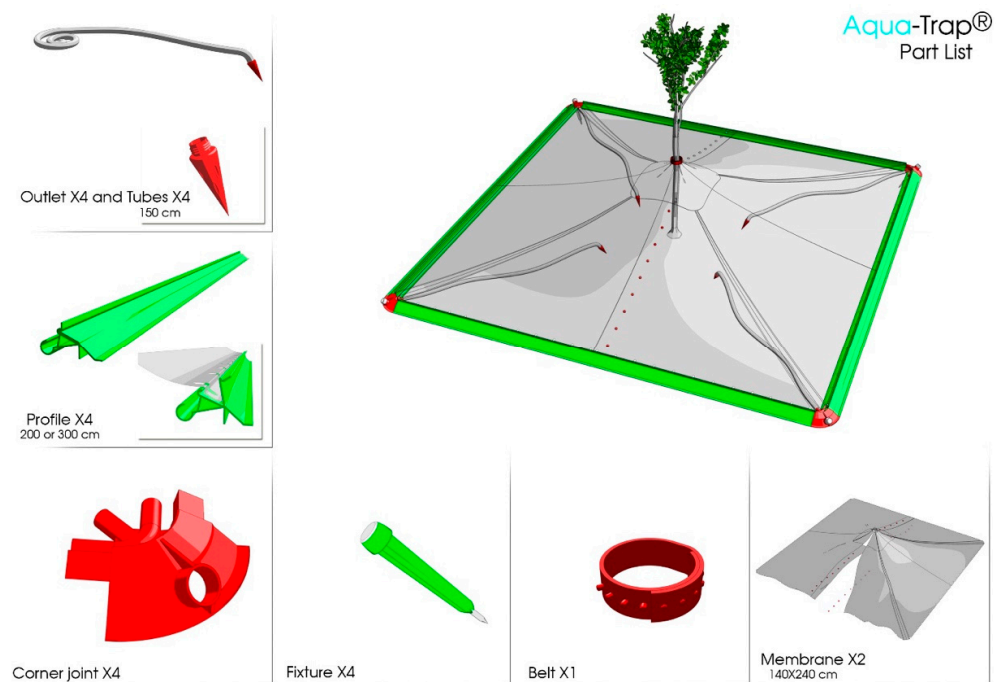 Aqua-Trap®
Part List
Outlet X4 and Tubes X4
150 cm
Profile X4
200 or 300 cm
Corner joint X4
Fixture X4
Belt X1
Membrane X2
140X240 cm